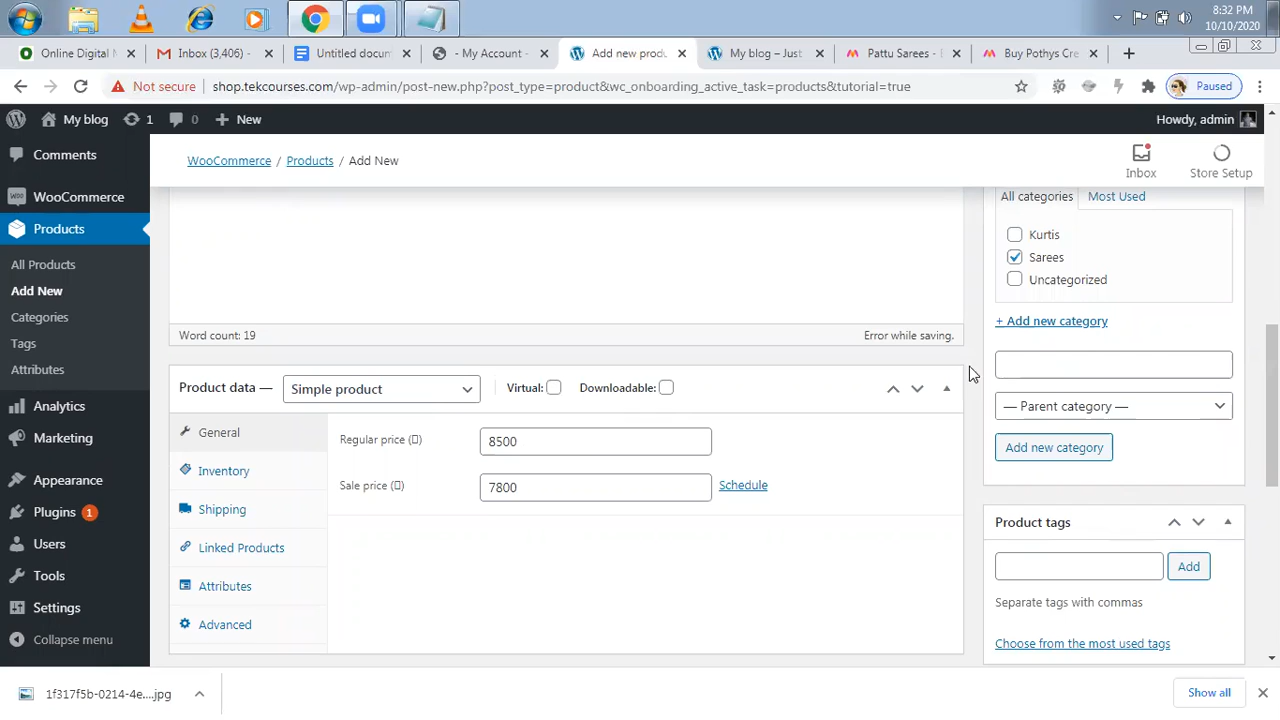 8:32 PM
10/10/2020
Online Digital M
Inbox (3,406) -
Untitled docum
- My Account -
Add new produ
My blog – Just
Pattu Sarees - B
Buy Pothys Cre
Not secure
shop.tekcourses.com/wp-admin/post-new.php?post_type=product&wc_onboarding_active_task=products&tutorial=true
Paused
My blog
1
0
New
Howdy, admin
WooCommerce / Products / Add New
Inbox
Store Setup
Comments
WooCommerce
Products
All Products
Add New
Categories
Tags
Attributes
Analytics
Marketing
Appearance
Plugins 1
Users
Tools
Settings
Collapse menu
Word count: 19
Error while saving.
Product data —
Simple product
Virtual:
Downloadable:
General
Inventory
Shipping
Linked Products
Attributes
Advanced
Regular price (▯)
8500
Sale price (▯)
7800
Schedule
All categories
Most Used
Kurtis
Sarees
Uncategorized
+ Add new category
— Parent category —
Add new category
Product tags
Add
Separate tags with commas
Choose from the most used tags
1f317f5b-0214-4e....jpg
Show all